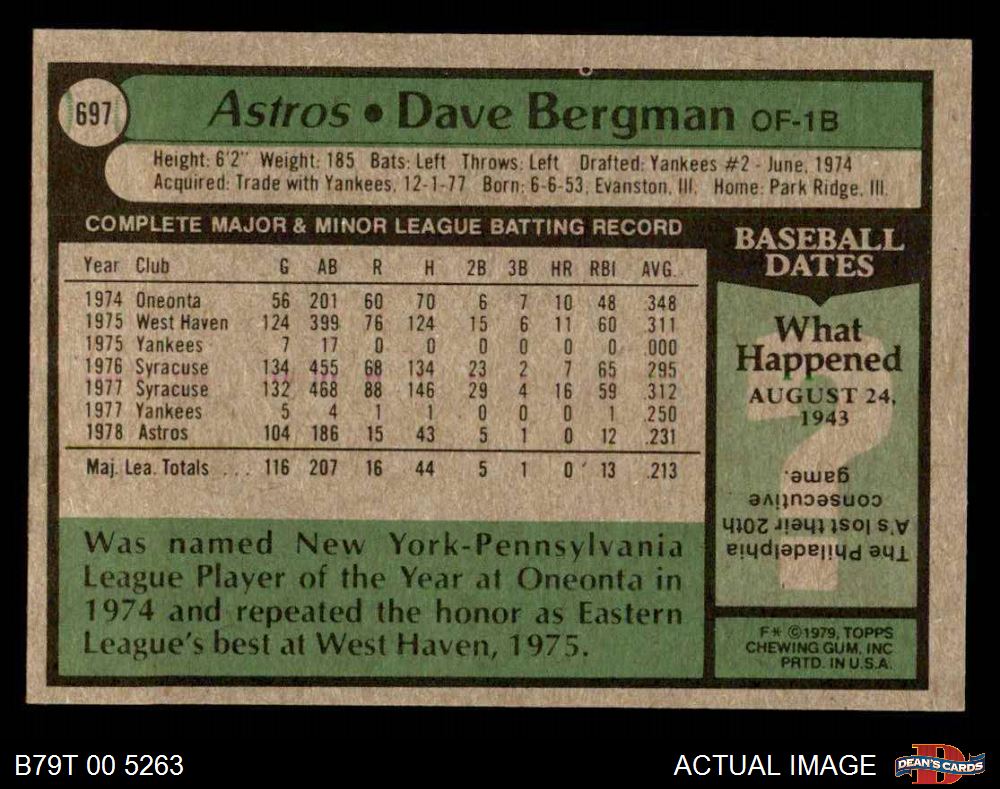 697
Astros • Dave Bergman OF-1B
Height: 6'2" Weight: 185 Bats: Left Throws: Left Drafted: Yankees #2 - June, 1974
Acquired: Trade with Yankees, 12-1-77 Born: 6-6-53, Evanston, Ill. Home: Park Ridge, Ill.
COMPLETE MAJOR & MINOR LEAGUE BATTING RECORD
Year Club G AB R H 2B 3B HR RBI AVG.
1974 Oneonta 56 201 60 70 6 7 10 48 .348
1975 West Haven 124 399 76 124 15 6 11 60 .311
1975 Yankees 7 17 0 0 0 0 0 0 .000
1976 Syracuse 134 455 68 134 23 2 7 65 .295
1977 Syracuse 132 468 88 146 29 4 16 59 .312
1977 Yankees 5 4 1 1 0 0 0 1 .250
1978 Astros 104 186 15 43 5 1 0 12 .231
Maj. Lea. Totals ... 116 207 16 44 5 1 0 13 .213
Was named New York-Pennsylvania
League Player of the Year at Oneonta in
1974 and repeated the honor as Eastern
League's best at West Haven, 1975.
BASEBALL
DATES
What
Happened
AUGUST 24,
1943
?
The Philadelphia
A's lost their 20th
consecutive
game.
F* ©1979, TOPPS
CHEWING GUM, INC
PRTD. IN U.S.A.
B79T 00 5263
ACTUAL IMAGE
D
DEAN'S CARDS